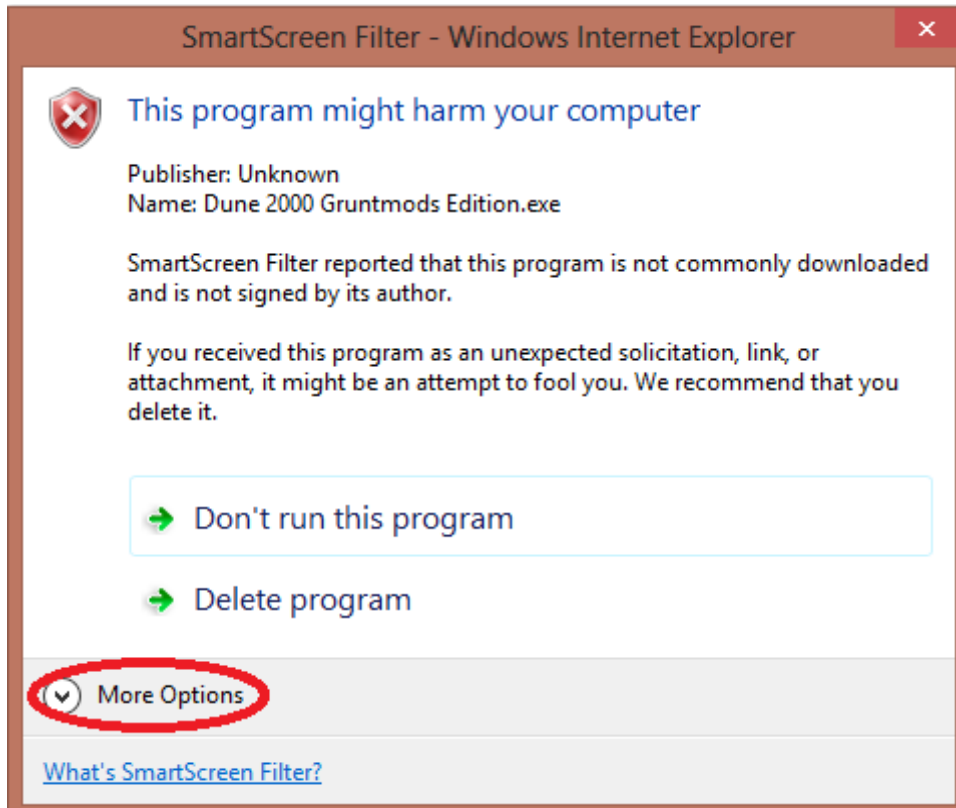 SmartScreen Filter - Windows Internet Explorer
This program might harm your computer
Publisher: Unknown
Name: Dune 2000 Gruntmods Edition.exe
SmartScreen Filter reported that this program is not commonly downloaded
and is not signed by its author.
If you received this program as an unexpected solicitation, link, or
attachment, it might be an attempt to fool you. We recommend that you
delete it.
Don't run this program
Delete program
More Options
What's SmartScreen Filter?